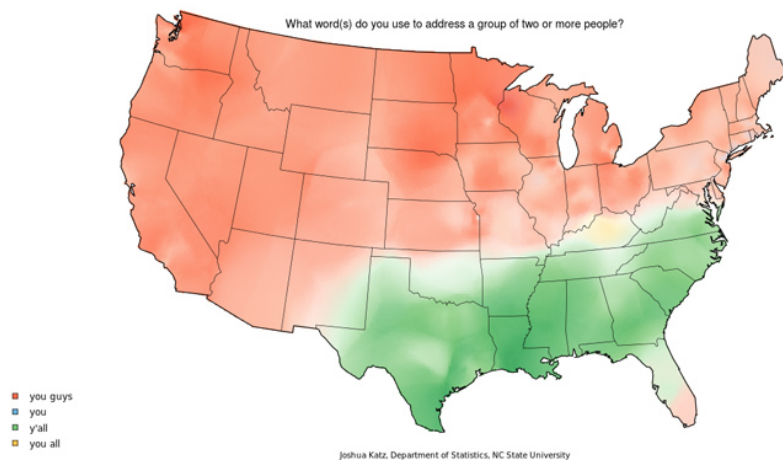 What word(s) do you use to address a group of two or more people?
you guys
you
y'all
you all
Joshua Katz, Department of Statistics, NC State University